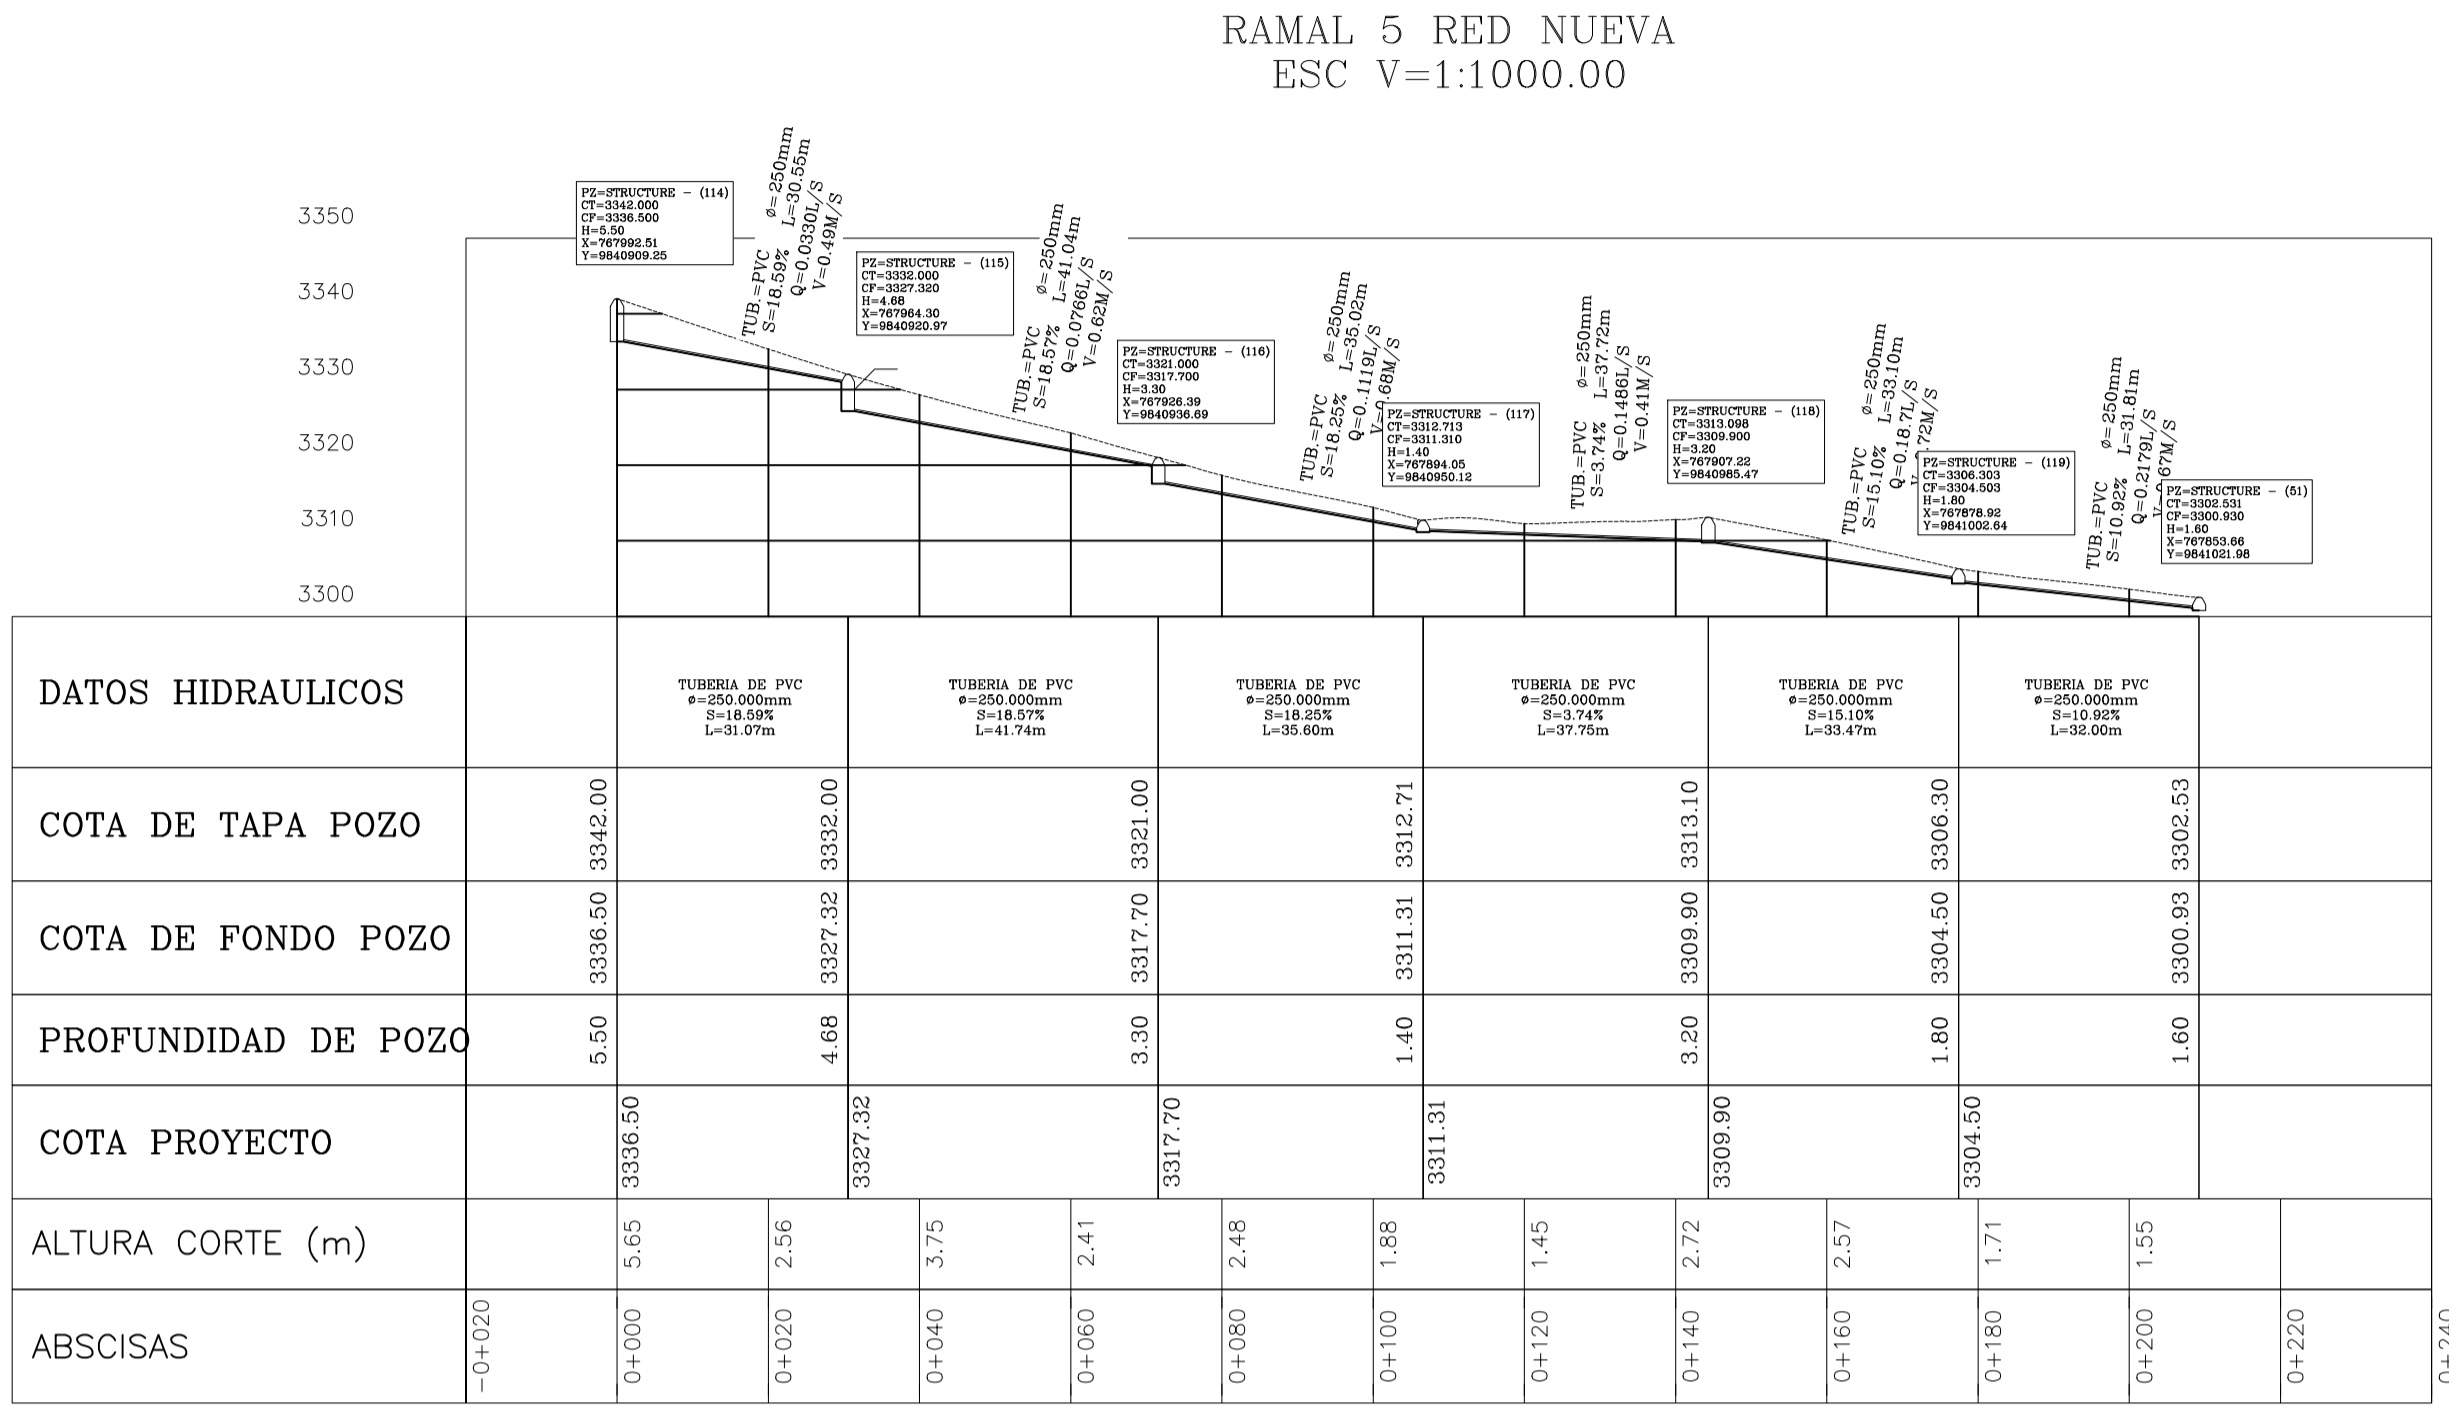 RAMAL 5 RED NUEVA
ESC V=1:1000.00
3350
3340
3330
3320
3310
3300
PZ=STRUCTURE - (114)
CT=3342.000
CF=3336.500
H=5.50
X=767992.51
Y=9840909.25
TUB.=PVC ø=250mm
S=18.59% L=30.55m
Q=0.0330L/S
V=0.49M/S
PZ=STRUCTURE - (115)
CT=3332.000
CF=3327.320
H=4.68
X=767964.30
Y=9840920.97
TUB.=PVC ø=250mm
S=18.57% L=41.04m
Q=0.0766L/S
V=0.62M/S
PZ=STRUCTURE - (116)
CT=3321.000
CF=3317.700
H=3.30
X=767926.39
Y=9840936.69
TUB.=PVC ø=250mm
S=18.25% L=35.02m
Q=0.1119L/S
V=0.68M/S
PZ=STRUCTURE - (117)
CT=3312.713
CF=3311.310
H=1.40
X=767894.05
Y=9840950.12
TUB.=PVC ø=250mm
S=3.74% L=37.72m
Q=0.1486L/S
V=0.41M/S
PZ=STRUCTURE - (118)
CT=3313.098
CF=3309.900
H=3.20
X=767907.22
Y=9840985.47
TUB.=PVC ø=250mm
S=15.10% L=33.10m
Q=0.18.7L/S
72M/S
PZ=STRUCTURE - (119)
CT=3306.303
CF=3304.503
H=1.80
X=767878.92
Y=9841002.64
TUB.=PVC ø=250mm
S=10.92% L=31.81m
Q=0.2179L/S
67M/S
PZ=STRUCTURE - (51)
CT=3302.531
CF=3300.930
H=1.60
X=767853.66
Y=9841021.98
DATOS HIDRAULICOS
TUBERIA DE PVC
ø=250.000mm
S=18.59%
L=31.07m
TUBERIA DE PVC
ø=250.000mm
S=18.57%
L=41.74m
TUBERIA DE PVC
ø=250.000mm
S=18.25%
L=35.60m
TUBERIA DE PVC
ø=250.000mm
S=3.74%
L=37.75m
TUBERIA DE PVC
ø=250.000mm
S=15.10%
L=33.47m
TUBERIA DE PVC
ø=250.000mm
S=10.92%
L=32.00m
COTA DE TAPA POZO
3342.00
3332.00
3321.00
3312.71
3313.10
3306.30
3302.53
COTA DE FONDO POZO
3336.50
3327.32
3317.70
3311.31
3309.90
3304.50
3300.93
PROFUNDIDAD DE POZO
5.50
4.68
3.30
1.40
3.20
1.80
1.60
COTA PROYECTO
3336.50
3327.32
3317.70
3311.31
3309.90
3304.50
ALTURA CORTE (m)
5.65
2.56
3.75
2.41
2.48
1.88
1.45
2.72
2.57
1.71
1.55
ABSCISAS
-0+020
0+000
0+020
0+040
0+060
0+080
0+100
0+120
0+140
0+160
0+180
0+200
0+220
0+240